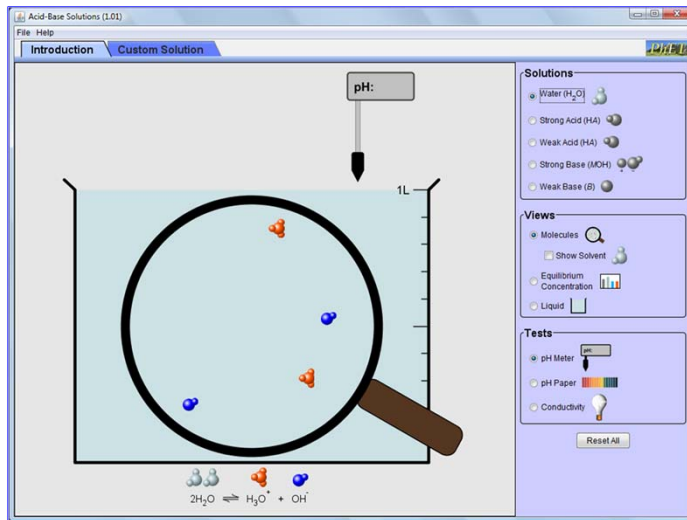 Acid-Base Solutions (1.01)
File Help
Introduction
Custom Solution
PhET
pH:
1L
2H₂O ⇌ H₃O⁺ + OH⁻
Solutions
Water (H₂O)
Strong Acid (HA)
Weak Acid (HA)
Strong Base (MOH)
Weak Base (B)
Views
Molecules
Show Solvent
Equilibrium
Concentration
Liquid
Tests
pH Meter
pH:
pH Paper
Conductivity
Reset All